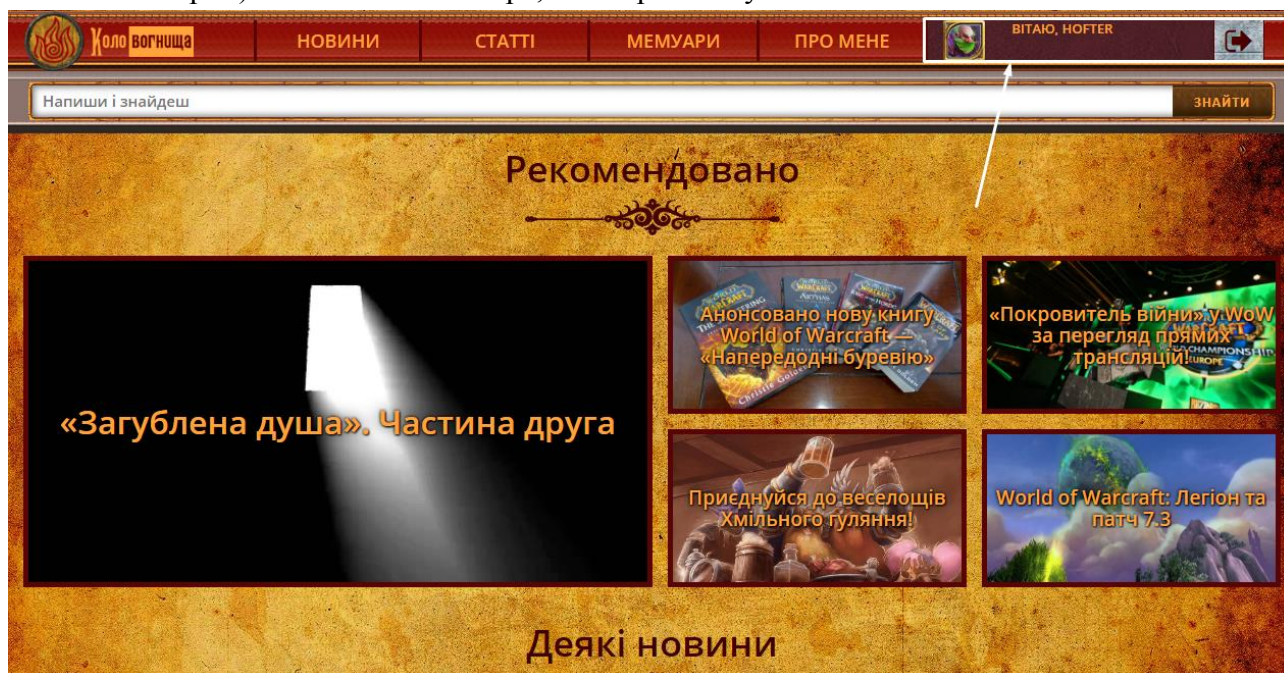 Коло вогнища
НОВИНИ
СТАТТІ
МЕМУАРИ
ПРО МЕНЕ
ВІТАЮ, HOFTER
Напиши і знайдеш
ЗНАЙТИ
Рекомендовано
«Загублена душа». Частина друга
Анонсовано нову книгу
World of Warcraft —
«Напередодні буревію»
«Покровитель війни» у WoW
за перегляд прямих
трансляцій!
Приєднуйся до веселощів
Хмільного гуляння!
World of Warcraft: Легіон та
патч 7.3
Деякі новини